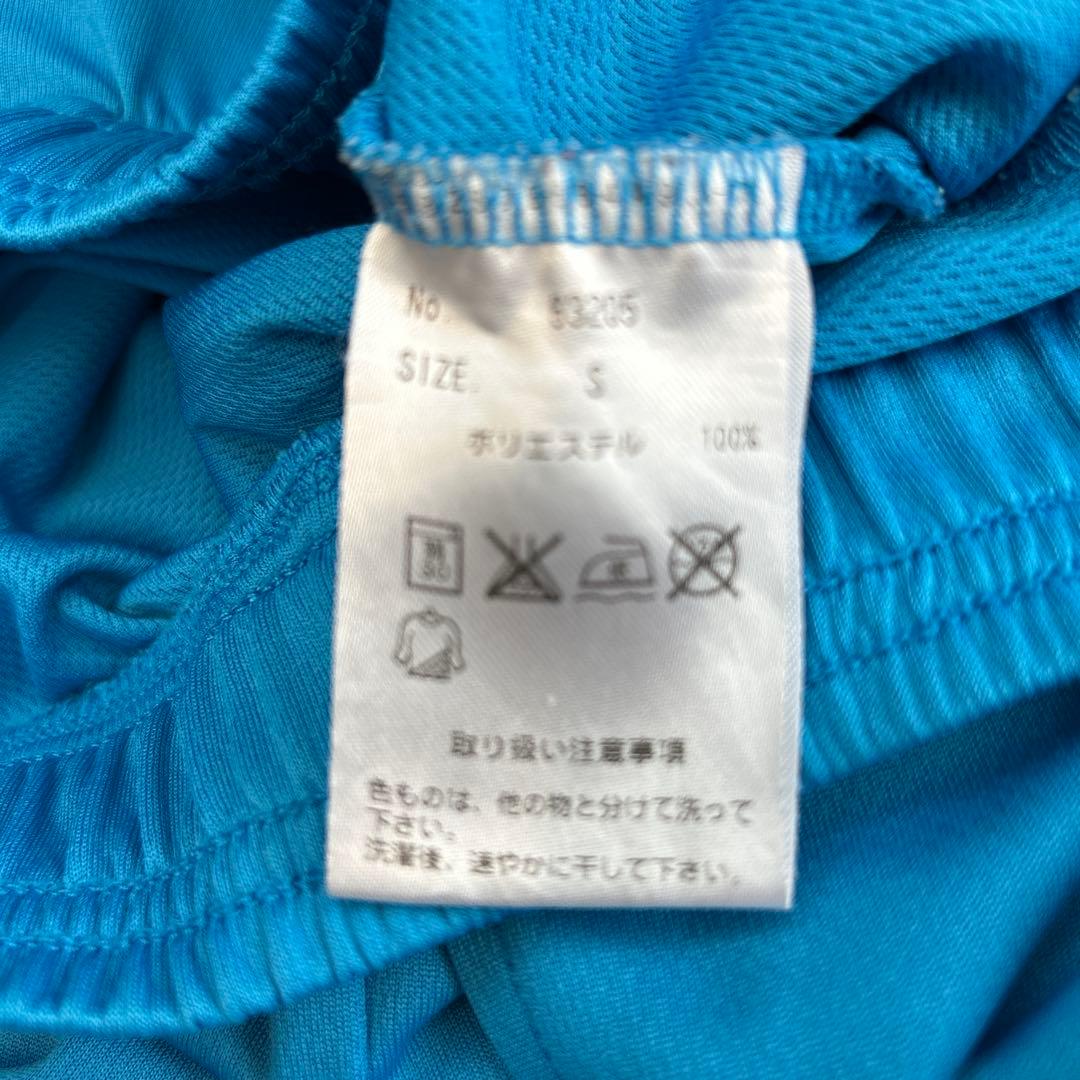 No. 93205
SIZE. S
ポリエステル 100%
取り扱い注意事項
色ものは、他の物と分けて洗って
下さい。
洗濯後、速やかに干して下さい。